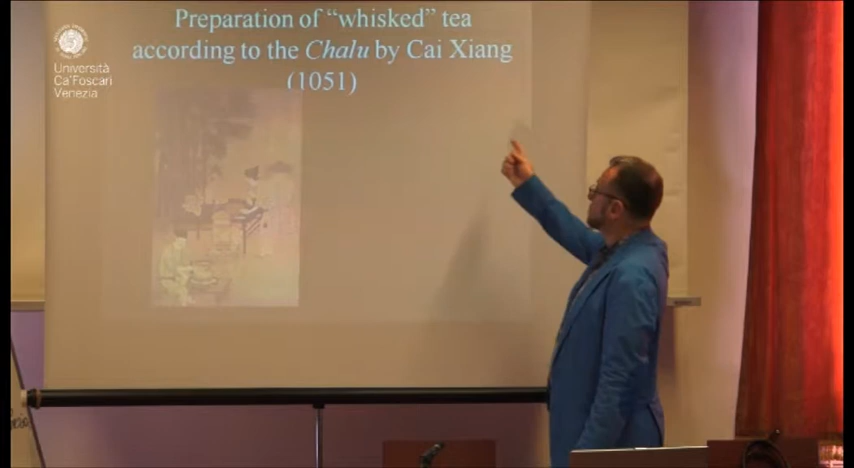 Preparation of “whisked” tea
according to the Chalu by Cai Xiang
(1051)
Università
Ca'Foscari
Venezia